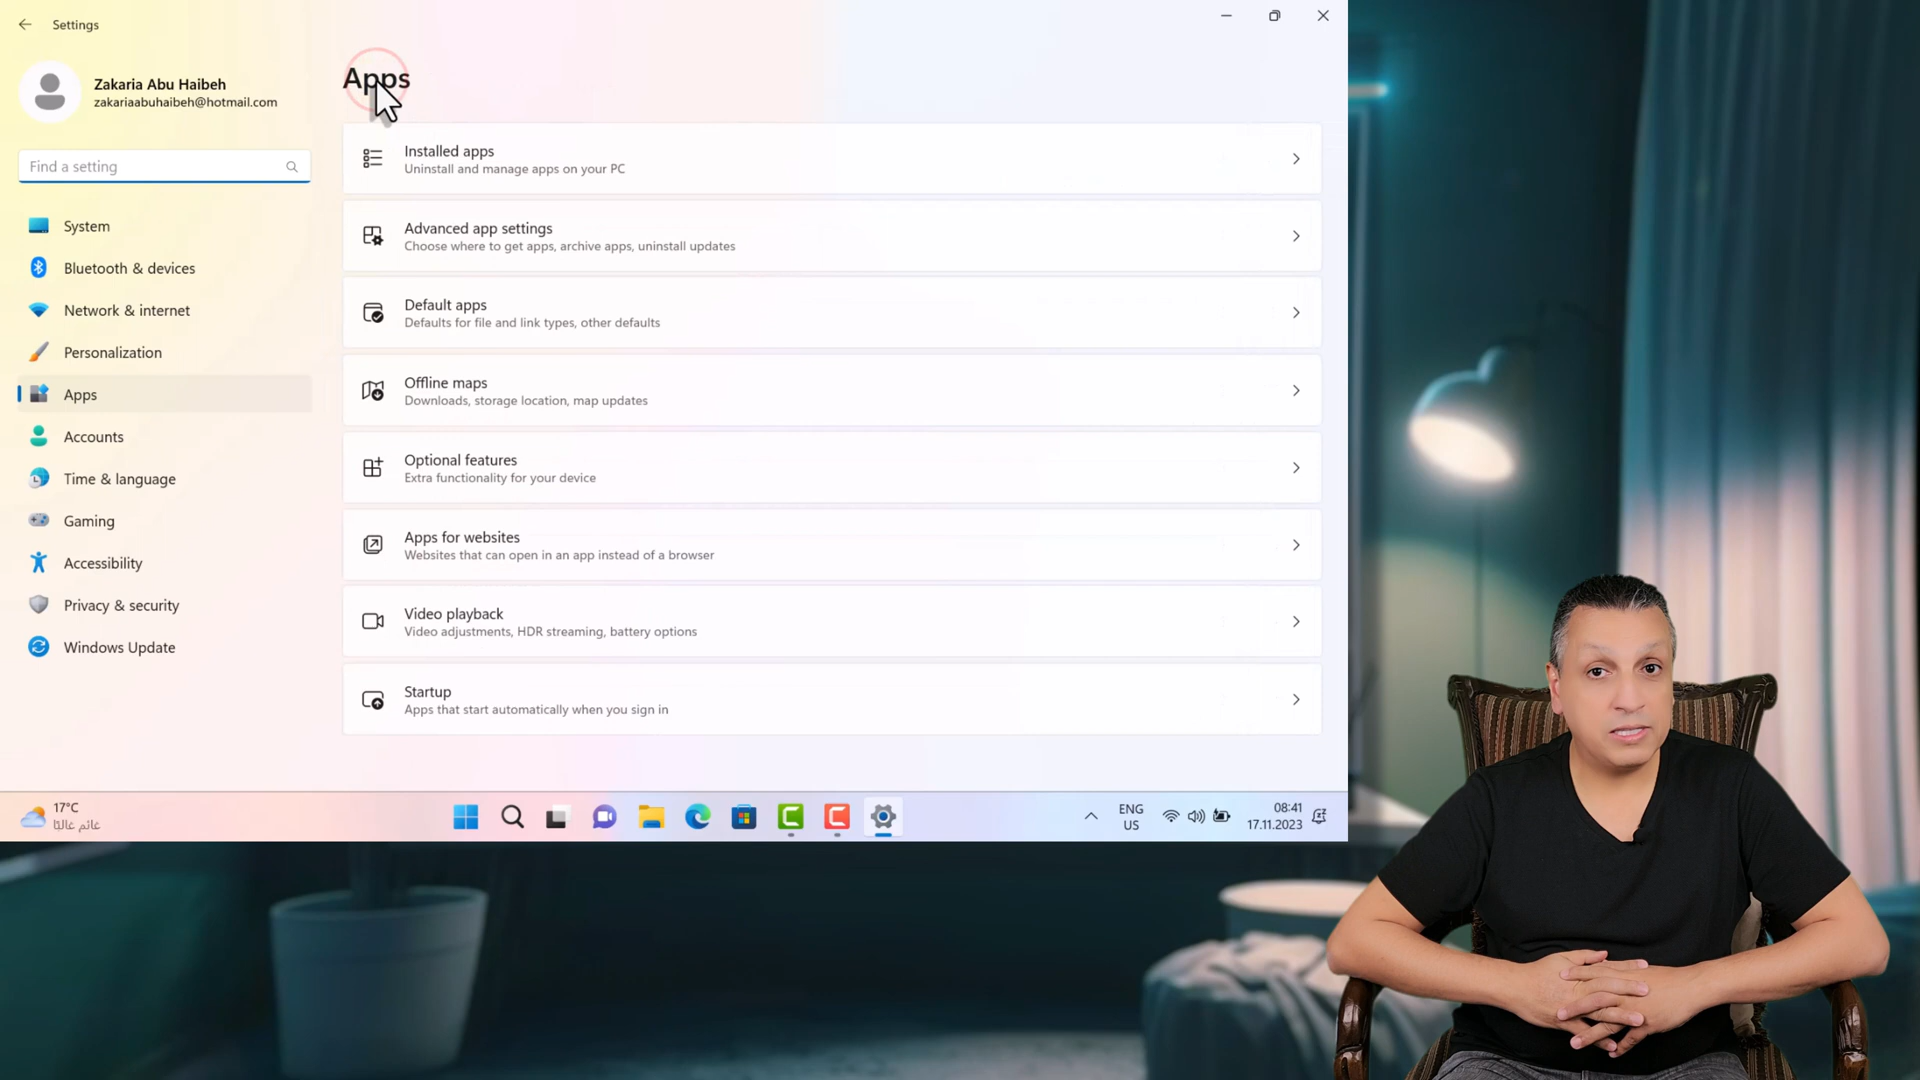 Settings
Zakaria Abu Haibeh
zakariaabuhaibeh@hotmail.com
Find a setting
System
Bluetooth & devices
Network & internet
Personalization
Apps
Accounts
Time & language
Gaming
Accessibility
Privacy & security
Windows Update
Apps
Installed apps
Uninstall and manage apps on your PC
Advanced app settings
Choose where to get apps, archive apps, uninstall updates
Default apps
Defaults for file and link types, other defaults
Offline maps
Downloads, storage location, map updates
Optional features
Extra functionality for your device
Apps for websites
Websites that can open in an app instead of a browser
Video playback
Video adjustments, HDR streaming, battery options
Startup
Apps that start automatically when you sign in
17°C
غائم غالبًا
ENG
US
08:41
17.11.2023